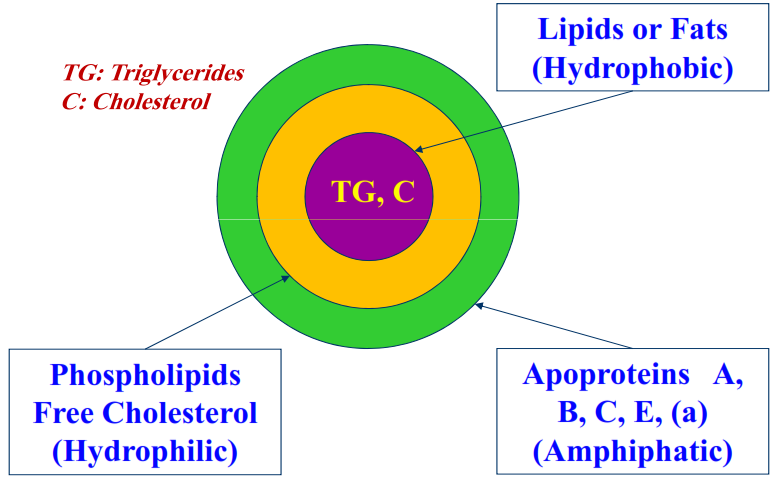 Lipids or Fats
(Hydrophobic)
TG: Triglycerides
C: Cholesterol
TG, C
Phospholipids
Free Cholesterol
(Hydrophilic)
Apoproteins A,
B, C, E, (a)
(Amphiphatic)